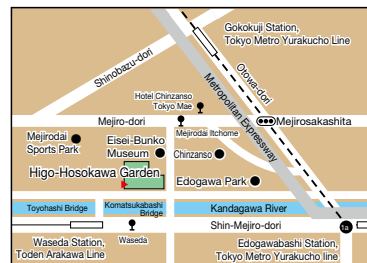 Gokokuji Station,
Tokyo Metro Yurakucho Line
Shinobazu-dori
Otowa-dori
Metropolitan Expressway
Hotel Chinzanso
Tokyo Mae
Mejiro-dori
Mejirosakashita
Mejirodai Itchome
Mejirodai
Sports Park
Eisei-Bunko
Museum
Chinzanso
Higo-Hosokawa Garden
Edogawa Park
Toyohashi Bridge
Komatsukabashi
Bridge
Kandagawa River
Shin-Mejiro-dori
1a
Waseda Station,
Toden Arakawa Line
Waseda
Edogawabashi Station,
Tokyo Metro Yurakucho line